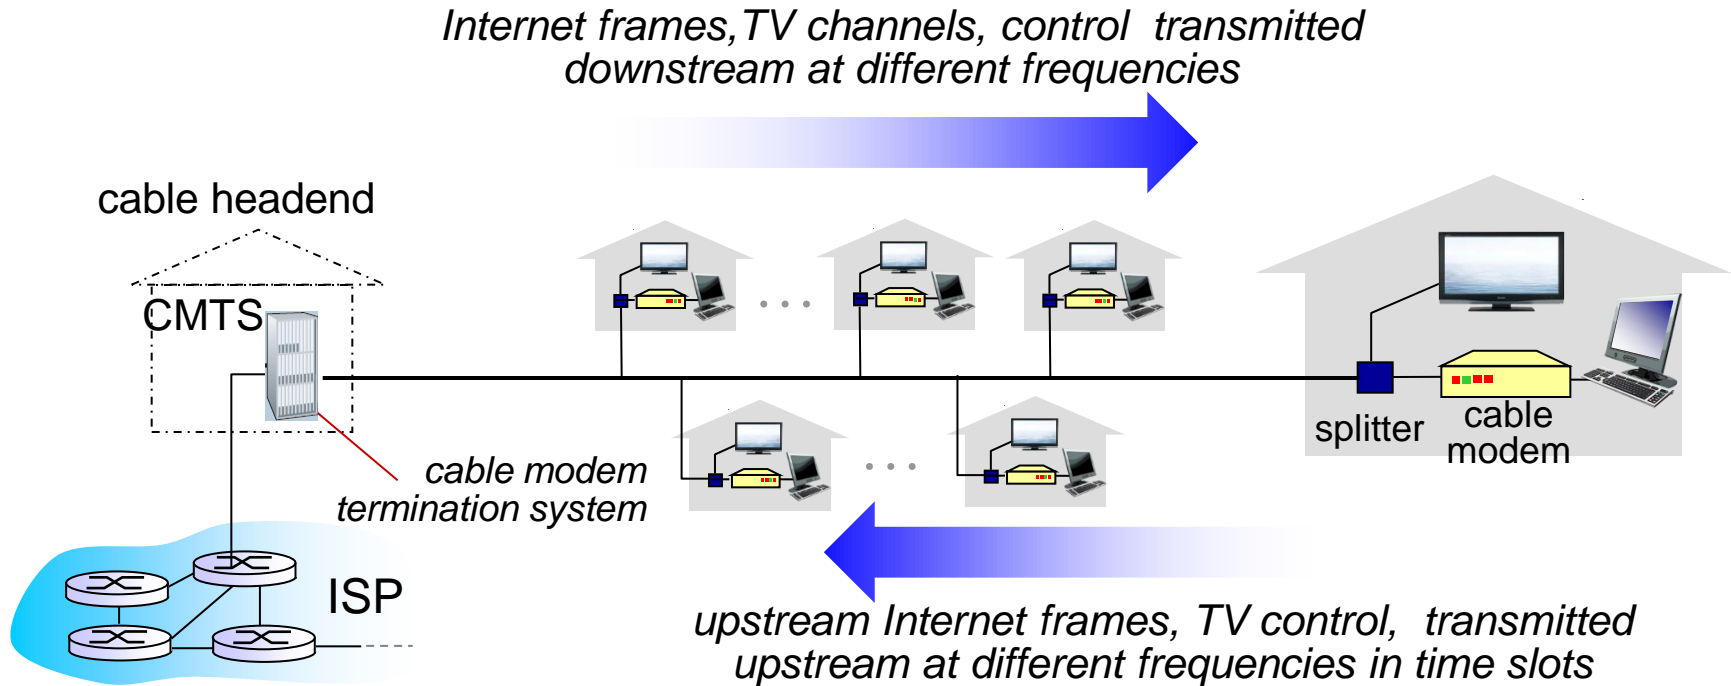 Internet frames,TV channels, control  transmitted
downstream at different frequencies
cable headend
CMTS
splitter
cable
modem
cable modem
termination system
ISP
upstream Internet frames, TV control,  transmitted
upstream at different frequencies in time slots